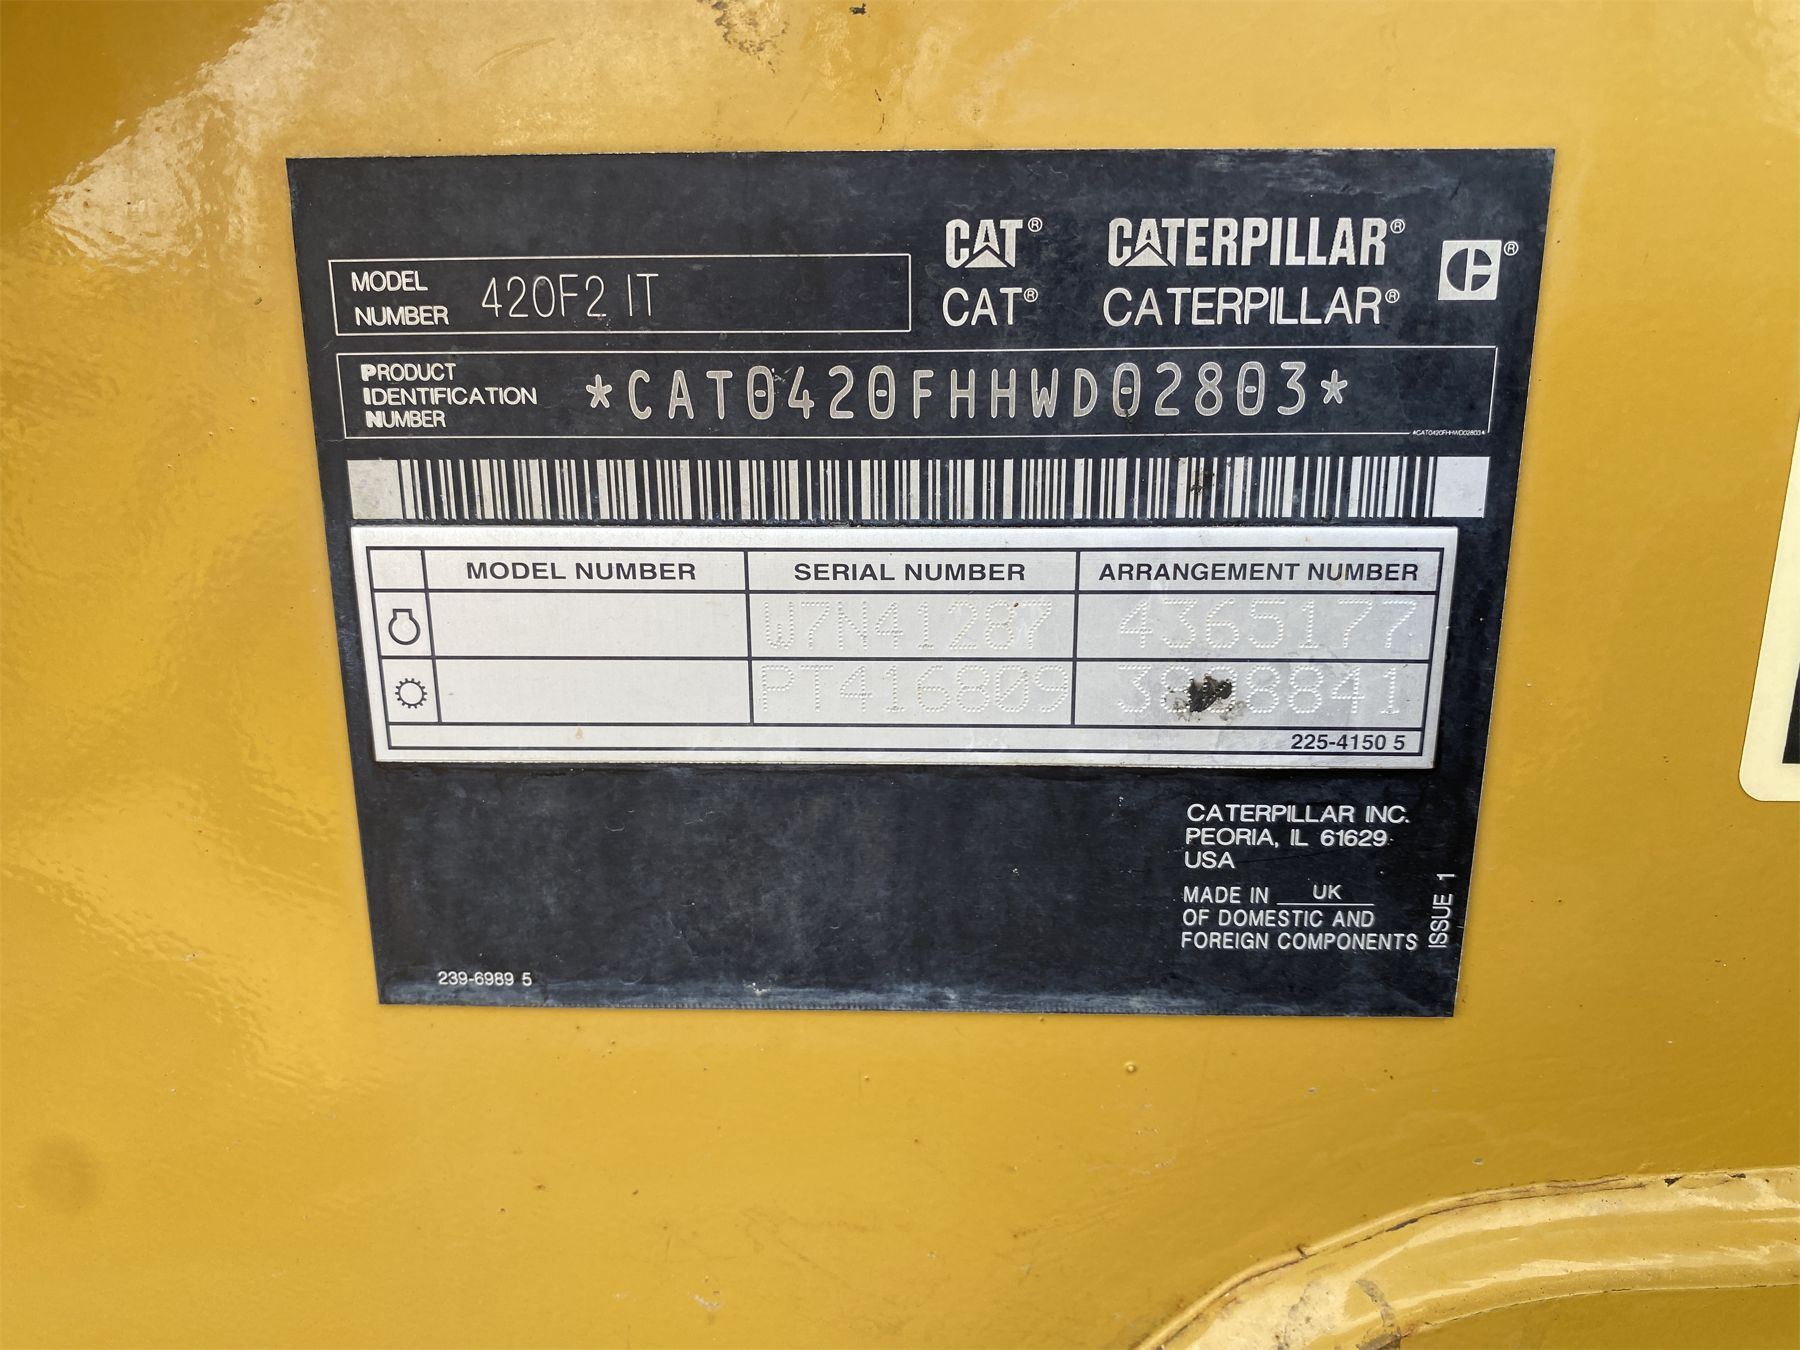 CAT® CATERPILLAR® ®
MODEL NUMBER 420F2 IT
CAT® CATERPILLAR®
PRODUCT IDENTIFICATION NUMBER *CAT0420FHHWD02803*
*CAT0420FHHWD02803*
MODEL NUMBER SERIAL NUMBER ARRANGEMENT NUMBER
W7N41287 4365177
PT416809
225-4150 5
CATERPILLAR INC.
PEORIA, IL 61629
USA
MADE IN UK
OF DOMESTIC AND
FOREIGN COMPONENTS
ISSUE 1
239-6989 5